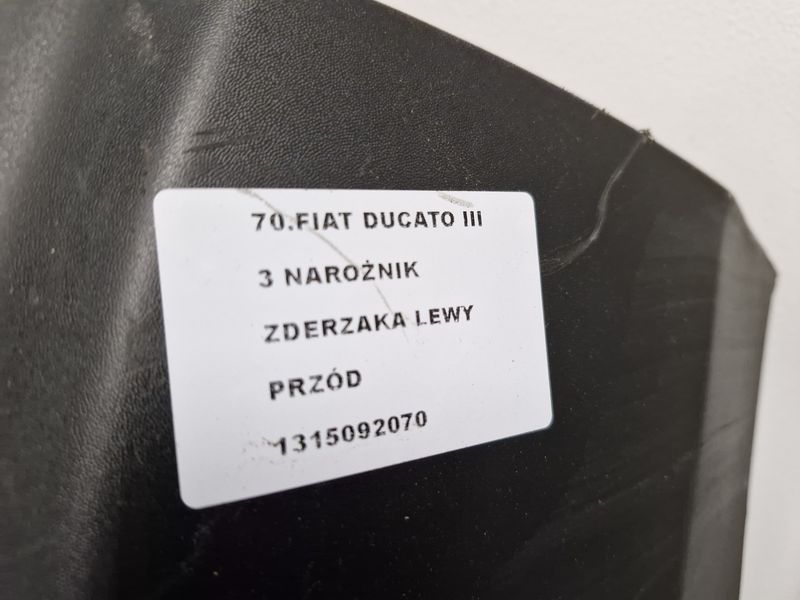 70.FIAT DUCATO III
3 NAROŻNIK
ZDERZAKA LEWY
PRZÓD
1315092070